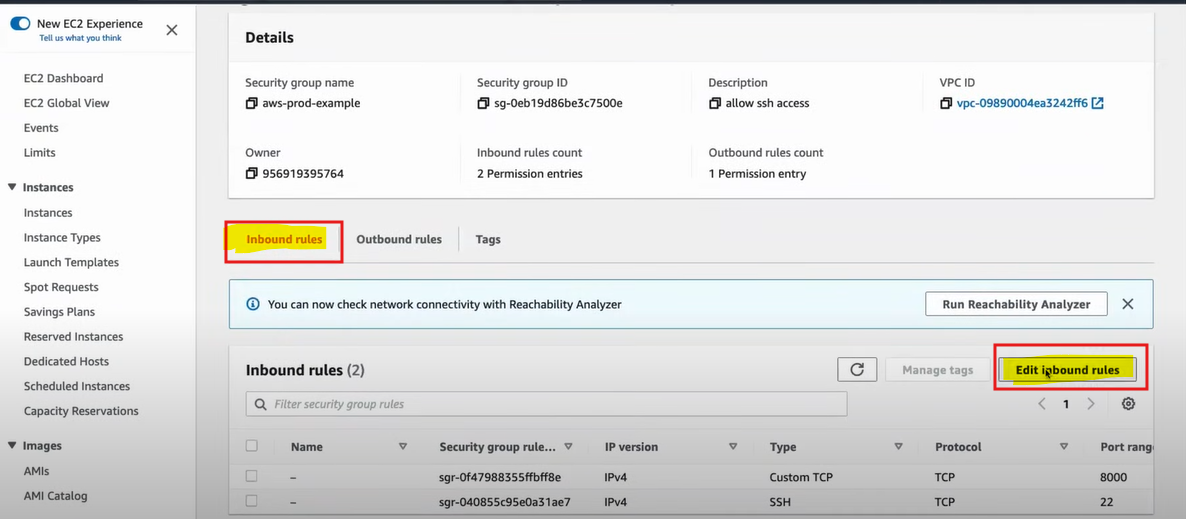 New EC2 Experience
Tell us what you think
EC2 Dashboard
EC2 Global View
Events
Limits
Instances
Instances
Instance Types
Launch Templates
Spot Requests
Savings Plans
Reserved Instances
Dedicated Hosts
Scheduled Instances
Capacity Reservations
Images
AMIs
AMI Catalog
Details
Security group name
aws-prod-example
Security group ID
sg-0eb19d86be3c7500e
Description
allow ssh access
VPC ID
vpc-09890004ea3242ff6
Owner
956919395764
Inbound rules count
2 Permission entries
Outbound rules count
1 Permission entry
Inbound rules Outbound rules Tags
You can now check network connectivity with Reachability Analyzer Run Reachability Analyzer
Inbound rules (2) Manage tags Edit inbound rules
Filter security group rules 1
Name Security group rule... IP version Type Protocol Port rang
– sgr-0f47988355ffbff8e IPv4 Custom TCP TCP 8000
– sgr-040855c95e0a31ae7 IPv4 SSH TCP 22